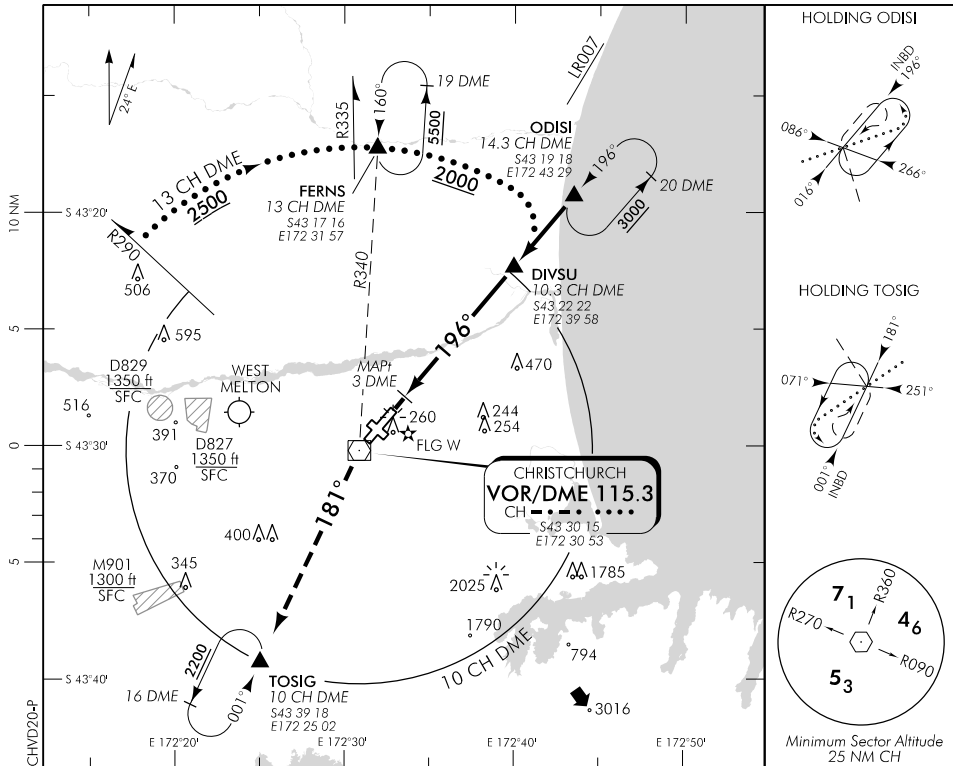 24° E
19 DME
160°
R335
5500
LR007
ODISI
14.3 CH DME
S43 19 18
E172 43 29
196°
20 DME
3000
13 CH DME
2500
2000
FERNS
13 CH DME
S43 17 16
E172 31 57
10 NM
S 43°20'
R290
506
R340
DIVSU
10.3 CH DME
S43 22 22
E172 39 58
196°
5
595
D829
1350 ft
SFC
WEST
MELTON
MAPt
3 DME
470
516
391
D827
1350 ft
SFC
260
244
254
FLG W
0
S 43°30'
370
CHRISTCHURCH
VOR/DME 115.3
CH
S43 30 15
E172 30 53
181°
400
M901
1300 ft
SFC
345
5
2025
1785
1790
794
10 CH DME
2200
16 DME
001°
S 43°40'
TOSIG
10 CH DME
S43 39 18
E172 25 02
3016
CHVD20-P
E 172°20'
E 172°30'
E 172°40'
E 172°50'
HOLDING ODISI
INBD
196°
086°
266°
016°
HOLDING TOSIG
181°
071°
251°
001°
INBD
71
R360
R270
46
R090
53
Minimum Sector Altitude
25 NM CH